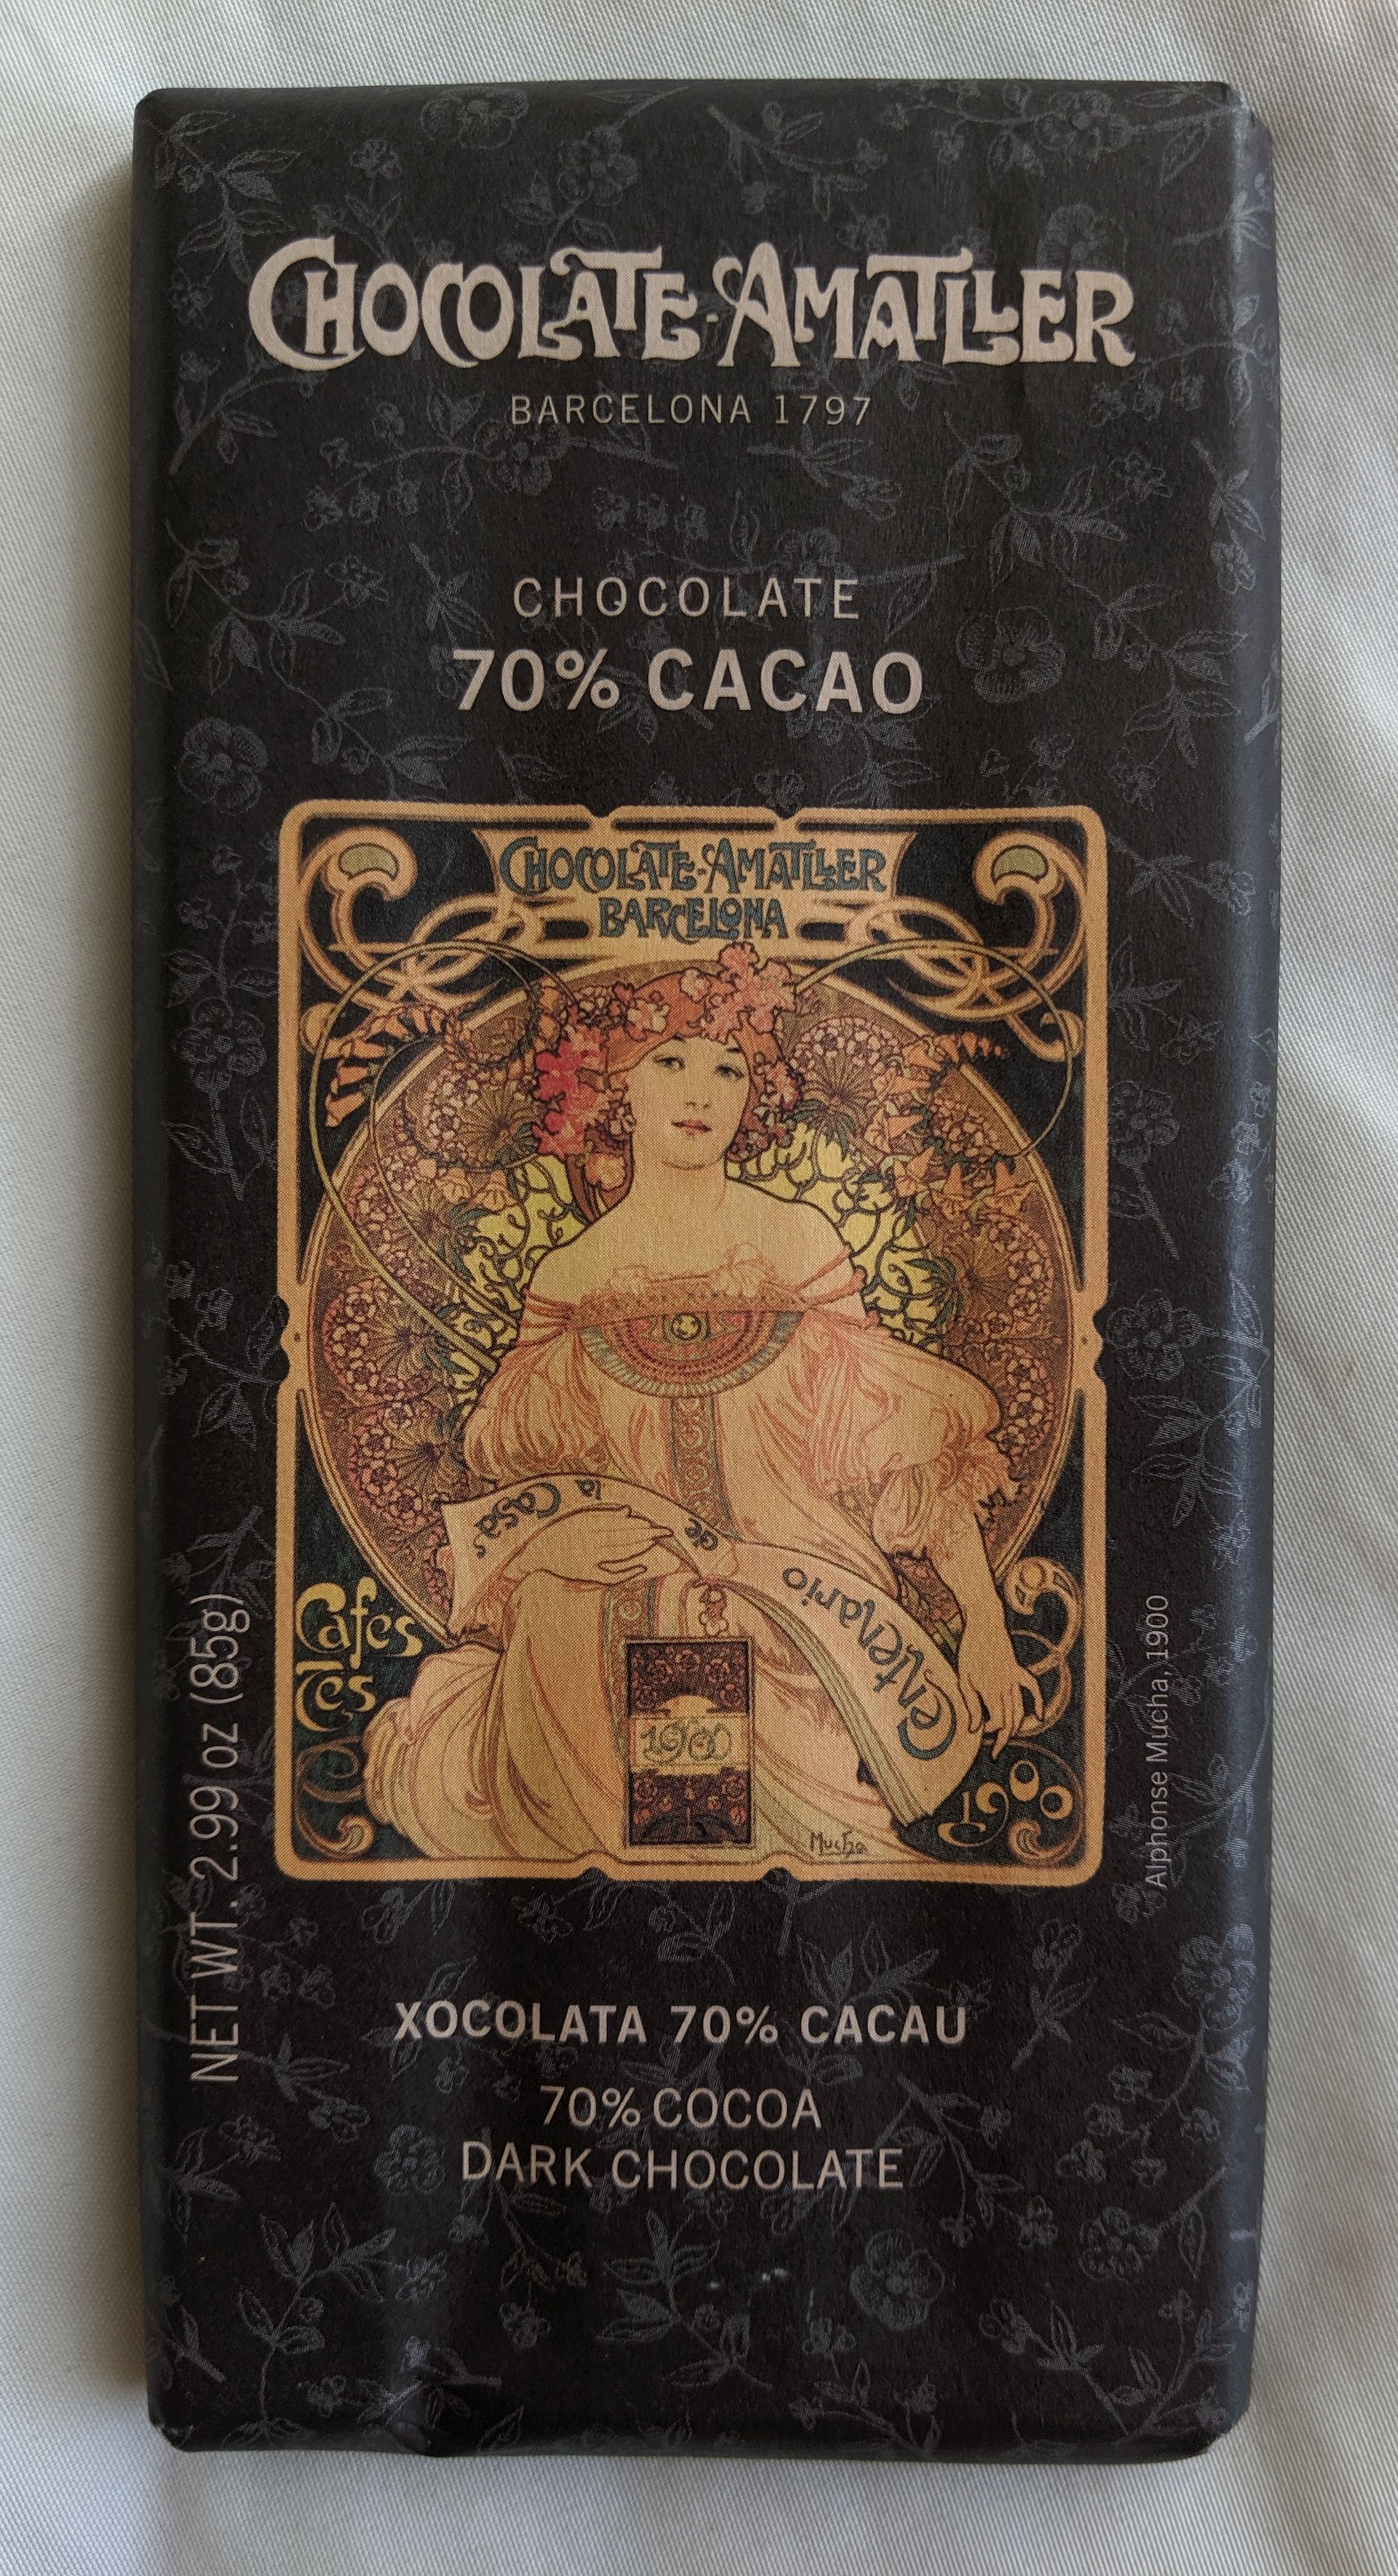 CHOCOLATE-AMATLLER
BARCELONA 1797
CHOCOLATE
70% CACAO
CHOCOLATE-AMATLLER
BARCELONA
Centenario de la Casa
Cafes
Tes
1900
Mucha
1900
Alphonse Mucha, 1900
NET WT. 2.99 oz (85g)
XOCOLATA 70% CACAU
70% COCOA
DARK CHOCOLATE